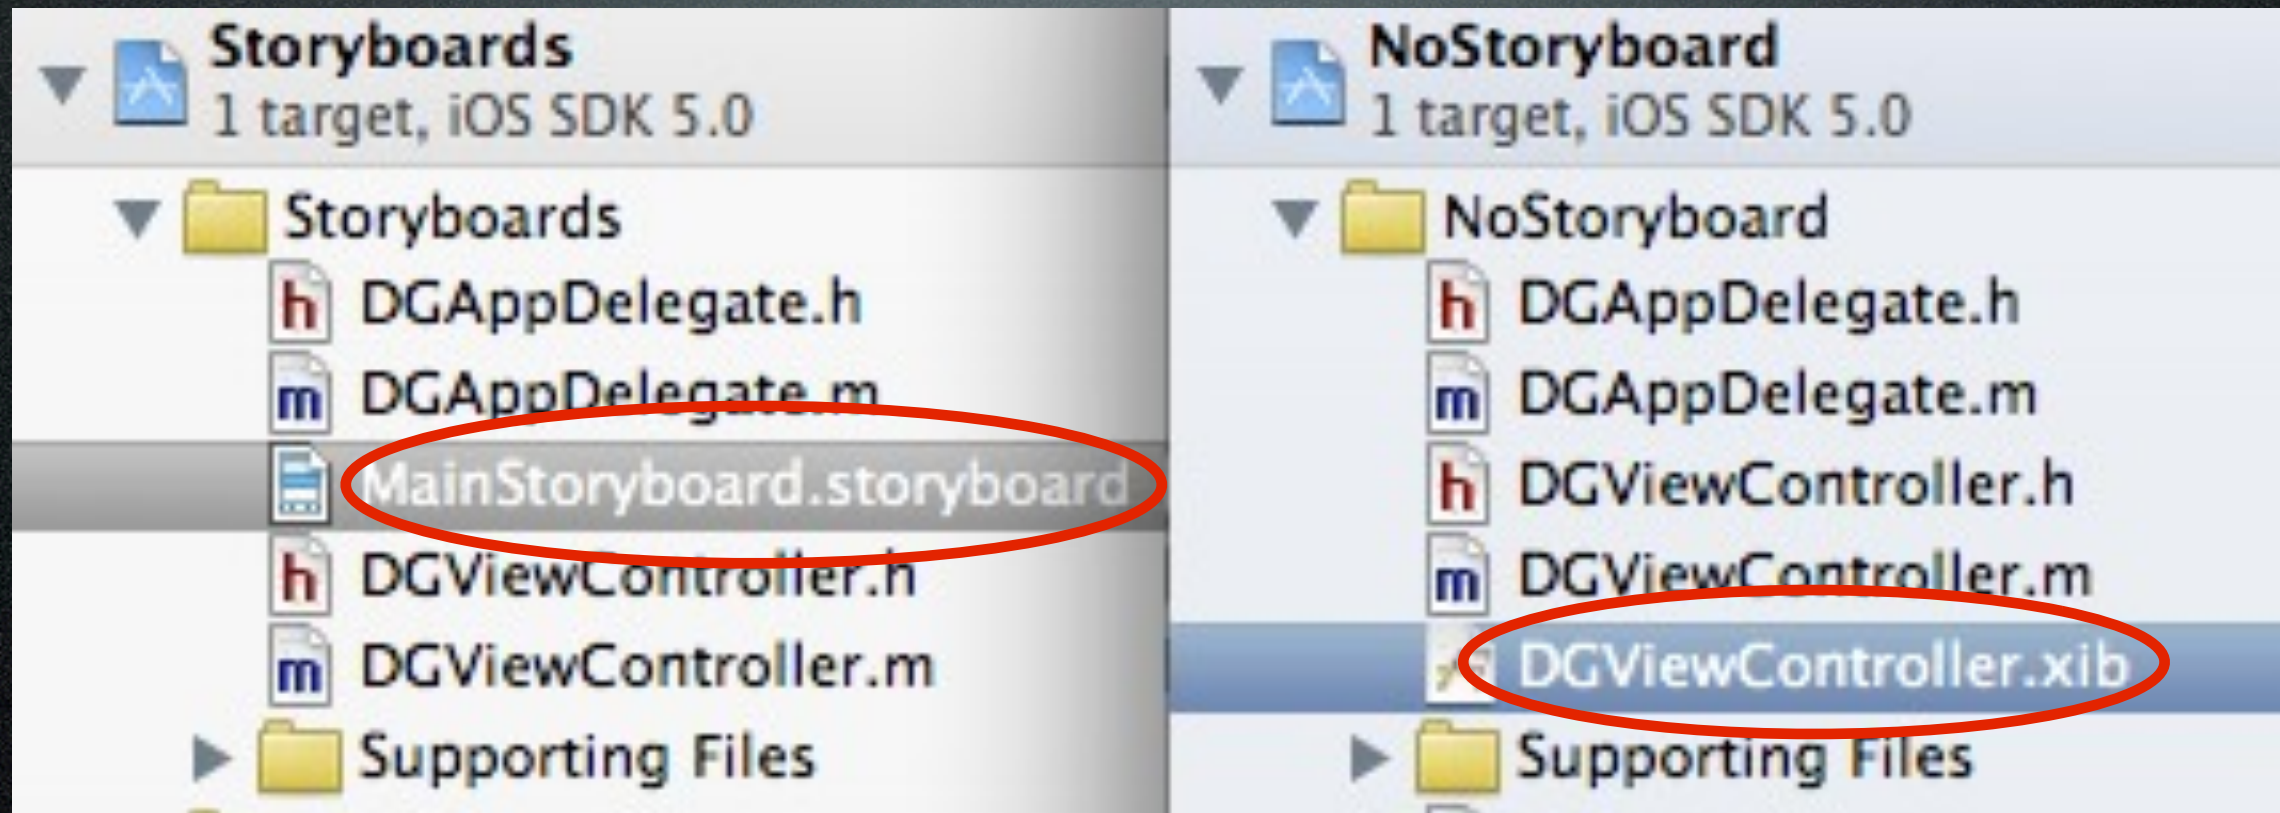 Storyboards
1 target, iOS SDK 5.0
Storyboards
h DGAppDelegate.h
m DGAppDelegate.m
MainStoryboard.storyboard
h DGViewController.h
m DGViewController.m
Supporting Files
NoStoryboard
1 target, iOS SDK 5.0
NoStoryboard
h DGAppDelegate.h
m DGAppDelegate.m
h DGViewController.h
m DGViewController.m
DGViewController.xib
Supporting Files